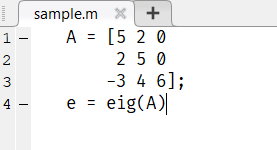 sample.m × +
1 – A = [5 2 0
2 2 5 0
3 -3 4 6];
4 – e = eig(A)